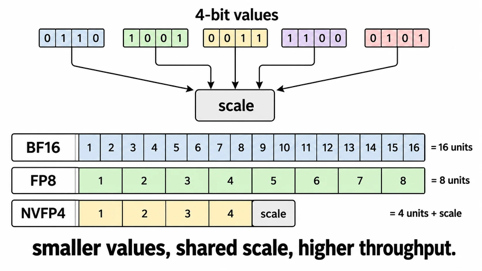 4-bit values
0 1 1 0 1 0 0 1 0 0 1 1 1 1 0 0 0 1 0 1
scale
BF16 1 2 3 4 5 6 7 8 9 10 11 12 13 14 15 16 = 16 units
FP8 1 2 3 4 5 6 7 8 = 8 units
NVFP4 1 2 3 4 scale = 4 units + scale
smaller values, shared scale, higher throughput.